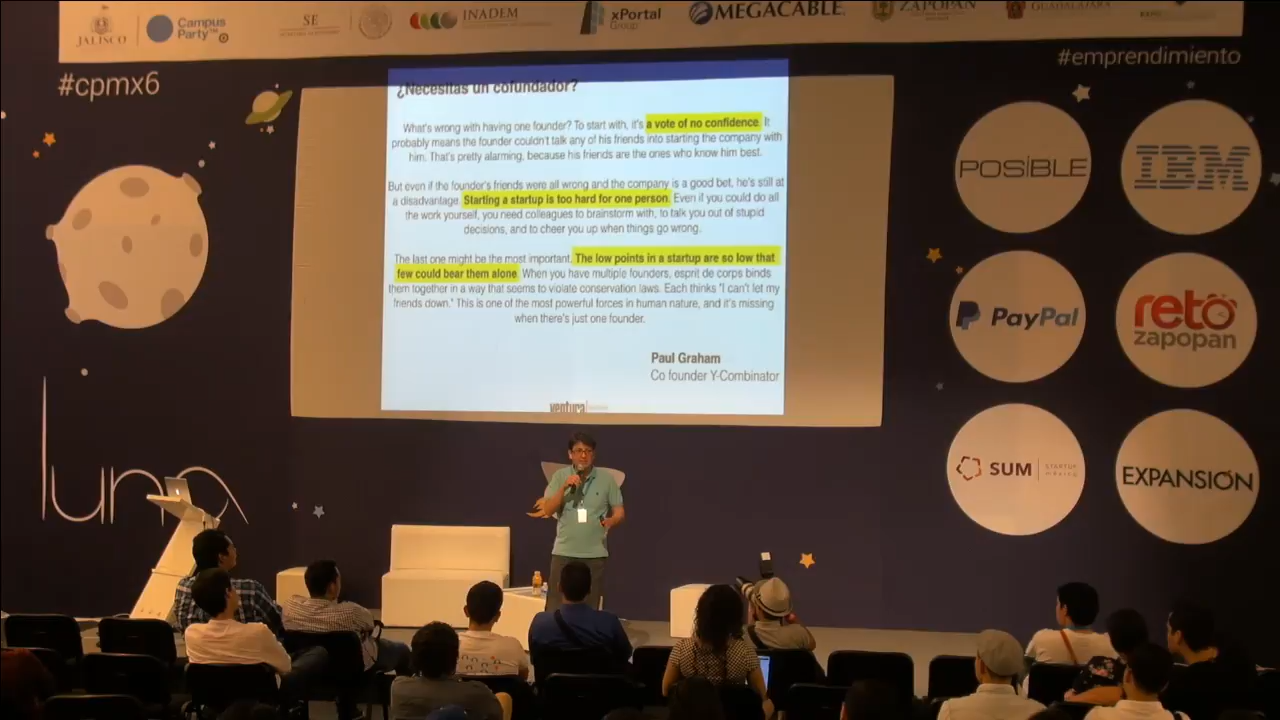 JALISCO
Campus
Party
SE
INADEM
xPortal
Group
MEGACABLE
ZAPOPAN
GUADALAJARA
#cpmx6
#emprendimiento
¿Necesitas un cofundador?
What's wrong with having one founder? To start with, it's a vote of no confidence. It
probably means the founder couldn't talk any of his friends into starting the company with
him. That's pretty alarming, because his friends are the ones who know him best.
But even if the founder's friends were all wrong and the company is a good bet, he's still at
a disadvantage. Starting a startup is too hard for one person. Even if you could do all
the work yourself, you need colleagues to brainstorm with, to talk you out of stupid
decisions, and to cheer you up when things go wrong.
The last one might be the most important. The low points in a startup are so low that
few could bear them alone. When you have multiple founders, esprit de corps binds
them together in a way that seems to violate conservation laws. Each thinks "I can't let my
friends down." This is one of the most powerful forces in human nature, and it's missing
when there's just one founder.
Paul Graham
Co founder Y-Combinator
ventura
POSiBLE
IBM
PayPal
reto
zapopan
SUM
STARTUP
MÉXICO
EXPANSIÓN
luna